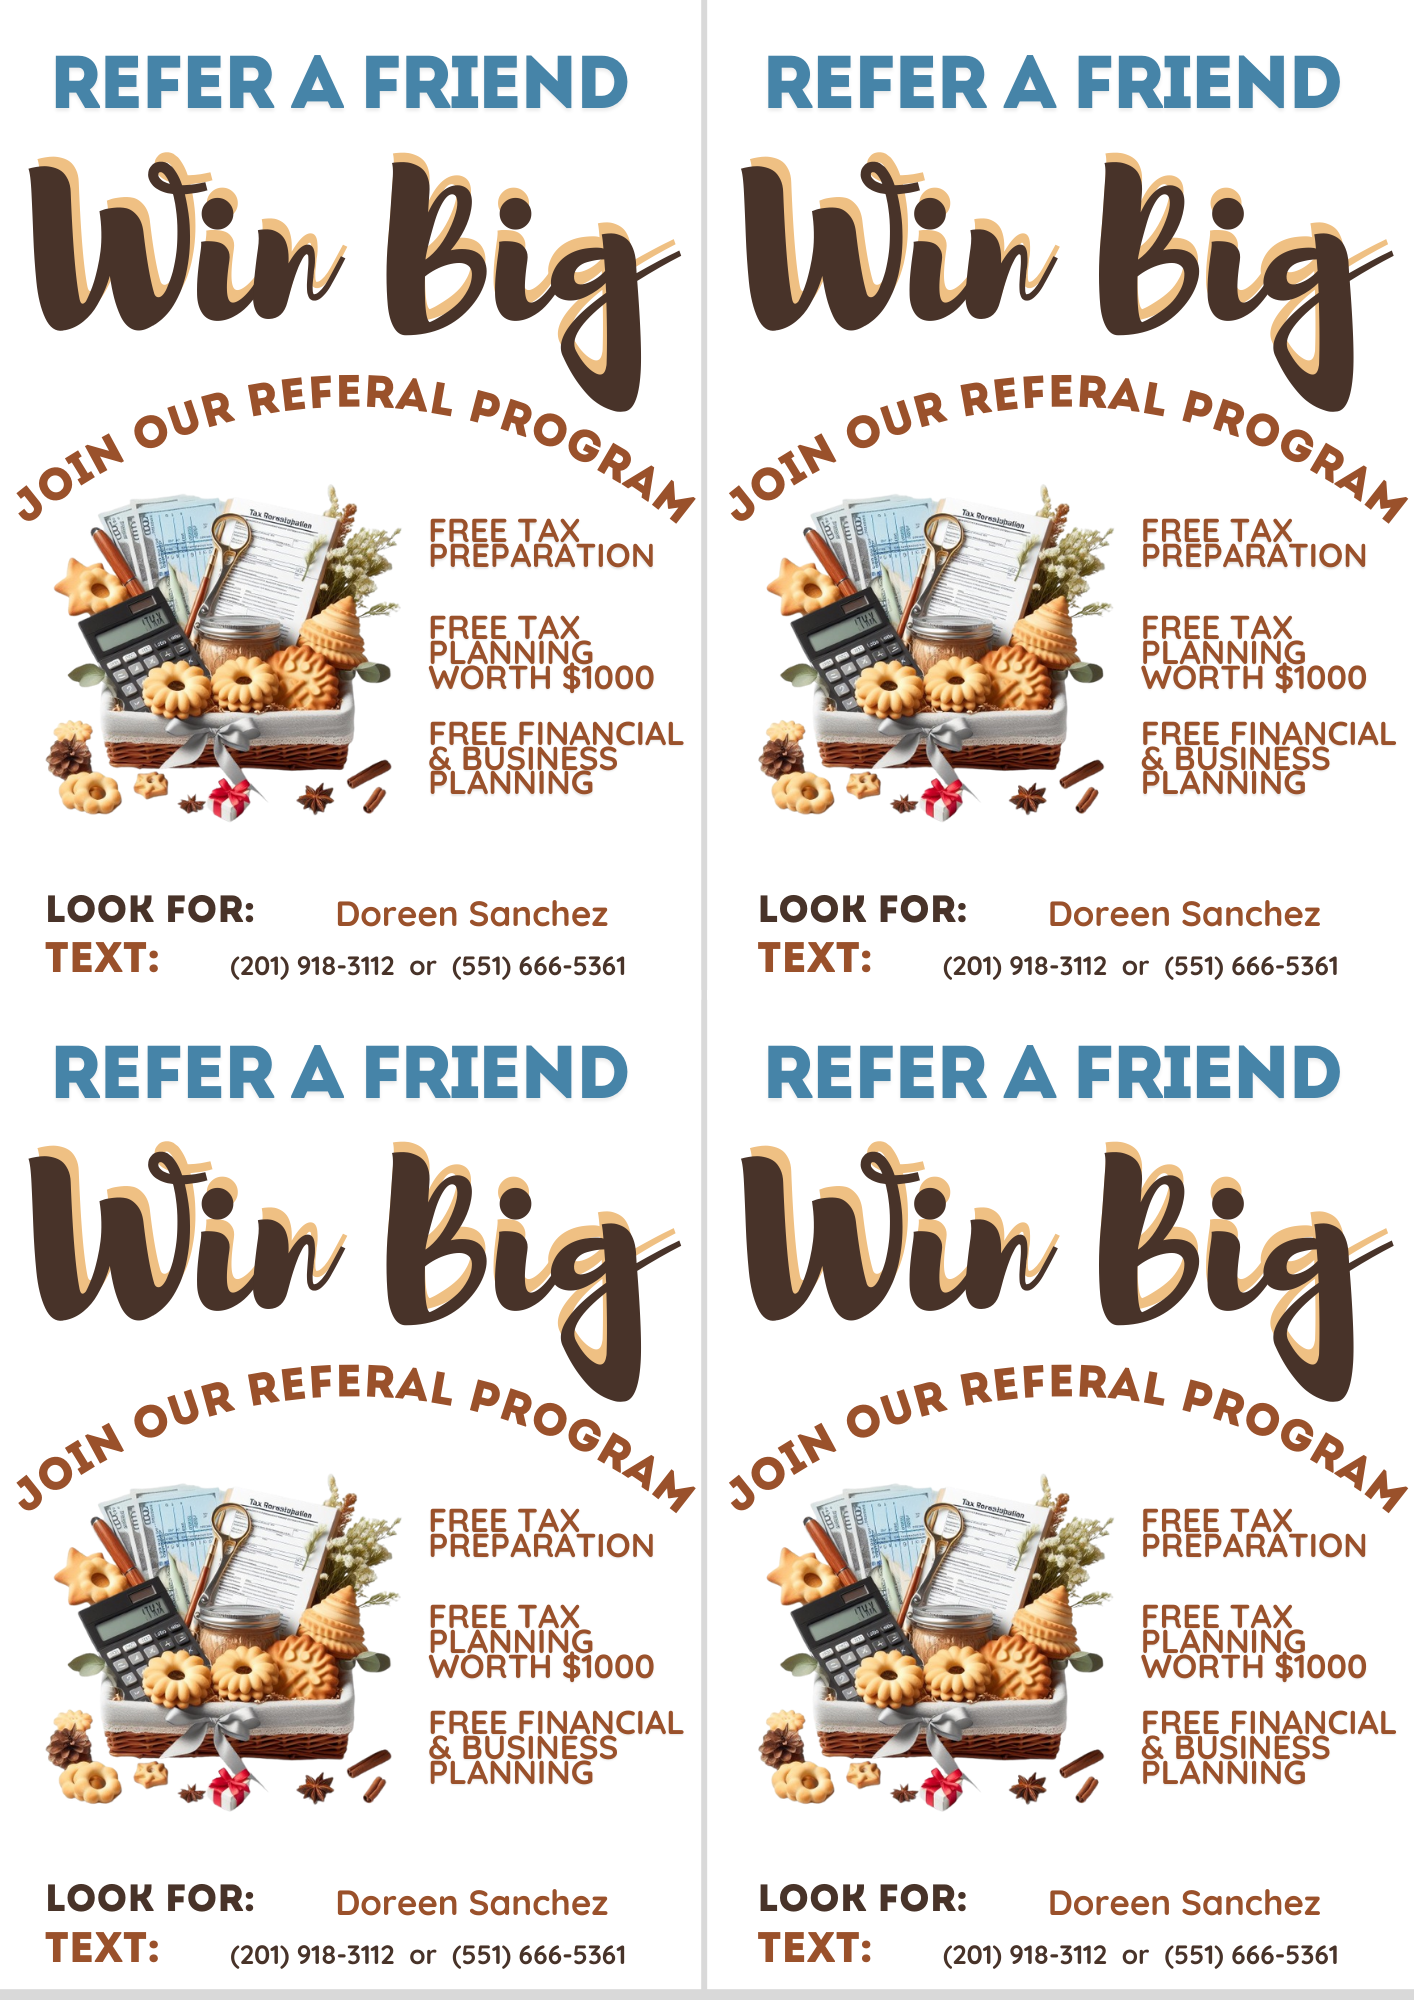 REFER A FRIEND
Win Big
JOIN OUR REFERAL PROGRAM
Tax
FREE TAX
PREPARATION
FREE TAX
PLANNING
WORTH $1000
FREE FINANCIAL
& BUSINESS
PLANNING
LOOK FOR: Doreen Sanchez
TEXT: (201) 918-3112 or (551) 666-5361
REFER A FRIEND
Win Big
JOIN OUR REFERAL PROGRAM
Tax
FREE TAX
PREPARATION
FREE TAX
PLANNING
WORTH $1000
FREE FINANCIAL
& BUSINESS
PLANNING
LOOK FOR: Doreen Sanchez
TEXT: (201) 918-3112 or (551) 666-5361
REFER A FRIEND
Win Big
JOIN OUR REFERAL PROGRAM
Tax
FREE TAX
PREPARATION
FREE TAX
PLANNING
WORTH $1000
FREE FINANCIAL
& BUSINESS
PLANNING
LOOK FOR: Doreen Sanchez
TEXT: (201) 918-3112 or (551) 666-5361
REFER A FRIEND
Win Big
JOIN OUR REFERAL PROGRAM
Tax
FREE TAX
PREPARATION
FREE TAX
PLANNING
WORTH $1000
FREE FINANCIAL
& BUSINESS
PLANNING
LOOK FOR: Doreen Sanchez
TEXT: (201) 918-3112 or (551) 666-5361